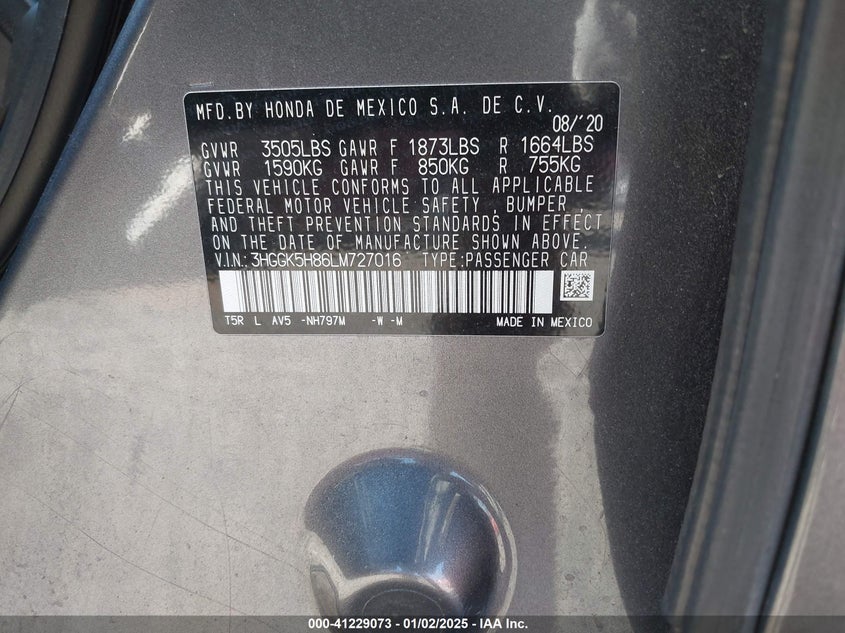 MFD.BY HONDA DE MEXICO S.A. DE C.V.
08/'20
GVWR 3505LBS GAWR F 1873LBS R 1664LBS
GVWR 1590KG GAWR F 850KG R 755KG
THIS VEHICLE CONFORMS TO ALL APPLICABLE
FEDERAL MOTOR VEHICLE SAFETY, BUMPER,
AND THEFT PREVENTION STANDARDS IN EFFECT
ON THE DATE OF MANUFACTURE SHOWN ABOVE.
V.I.N.: 3HGGK5H86LM727016 TYPE:PASSENGER CAR
T5R L AV5 -NH797M -W -M MADE IN MEXICO
000-41229073 - 01/02/2025 - IAA Inc.